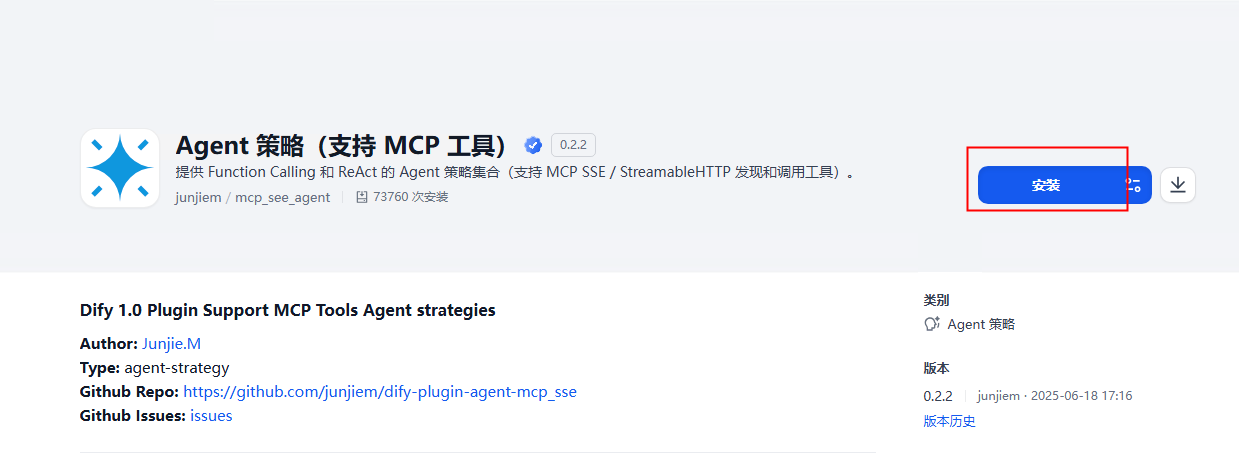 Agent 策略（支持 MCP 工具） 0.2.2
提供 Function Calling 和 ReAct 的 Agent 策略集合（支持 MCP SSE / StreamableHTTP 发现和调用工具）。
junjiem / mcp_see_agent 73760 次安装
安装
Dify 1.0 Plugin Support MCP Tools Agent strategies
Author: Junjie.M
Type: agent-strategy
Github Repo: https://github.com/junjiem/dify-plugin-agent-mcp_sse
Github Issues: issues
类别
Agent 策略
版本
0.2.2 junjiem · 2025-06-18 17:16
版本历史